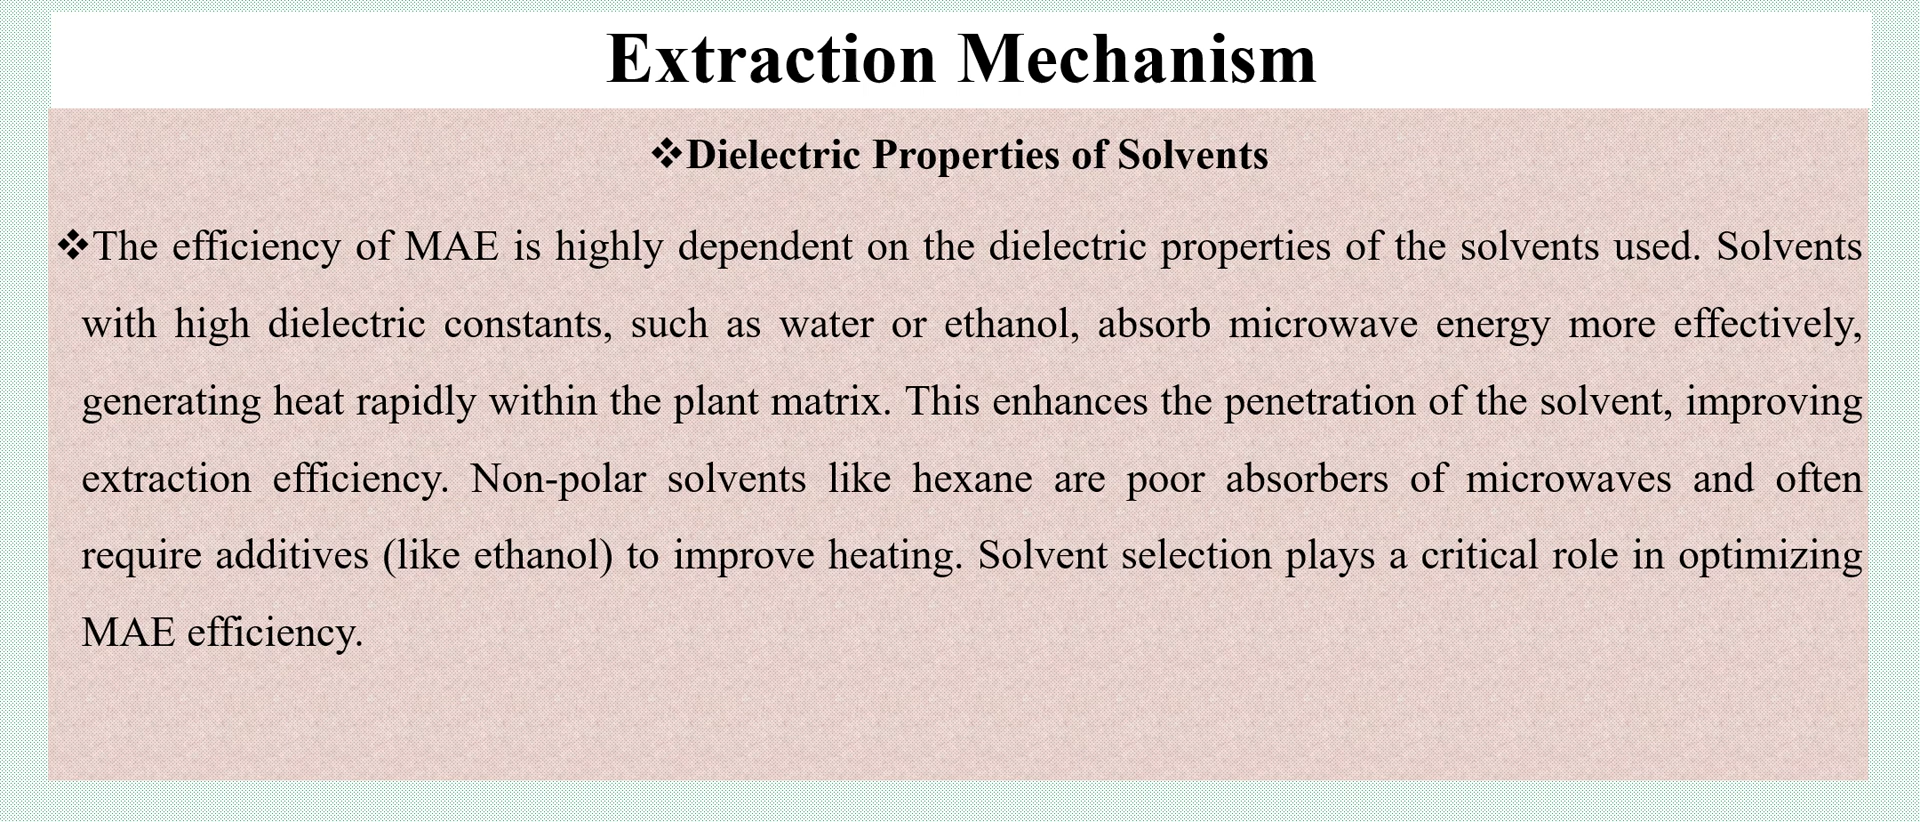 Extraction Mechanism
❖Dielectric Properties of Solvents
❖The efficiency of MAE is highly dependent on the dielectric properties of the solvents used. Solvents
with high dielectric constants, such as water or ethanol, absorb microwave energy more effectively,
generating heat rapidly within the plant matrix. This enhances the penetration of the solvent, improving
extraction efficiency. Non-polar solvents like hexane are poor absorbers of microwaves and often
require additives (like ethanol) to improve heating. Solvent selection plays a critical role in optimizing
MAE efficiency.